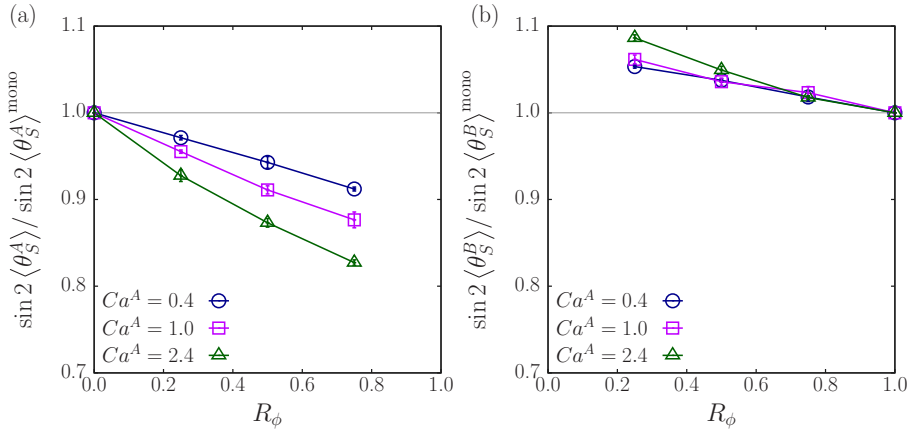 (a)
sin 2 ⟨θ_S^A⟩ / sin 2 ⟨θ_S^A⟩^mono
1.1
1.0
0.9
0.8
0.7
Ca^A = 0.4
Ca^A = 1.0
Ca^A = 2.4
0.0 0.2 0.4 0.6 0.8 1.0
R_ϕ
(b)
sin 2 ⟨θ_S^B⟩ / sin 2 ⟨θ_S^B⟩^mono
1.1
1.0
0.9
0.8
0.7
Ca^A = 0.4
Ca^A = 1.0
Ca^A = 2.4
0.0 0.2 0.4 0.6 0.8 1.0
R_ϕ